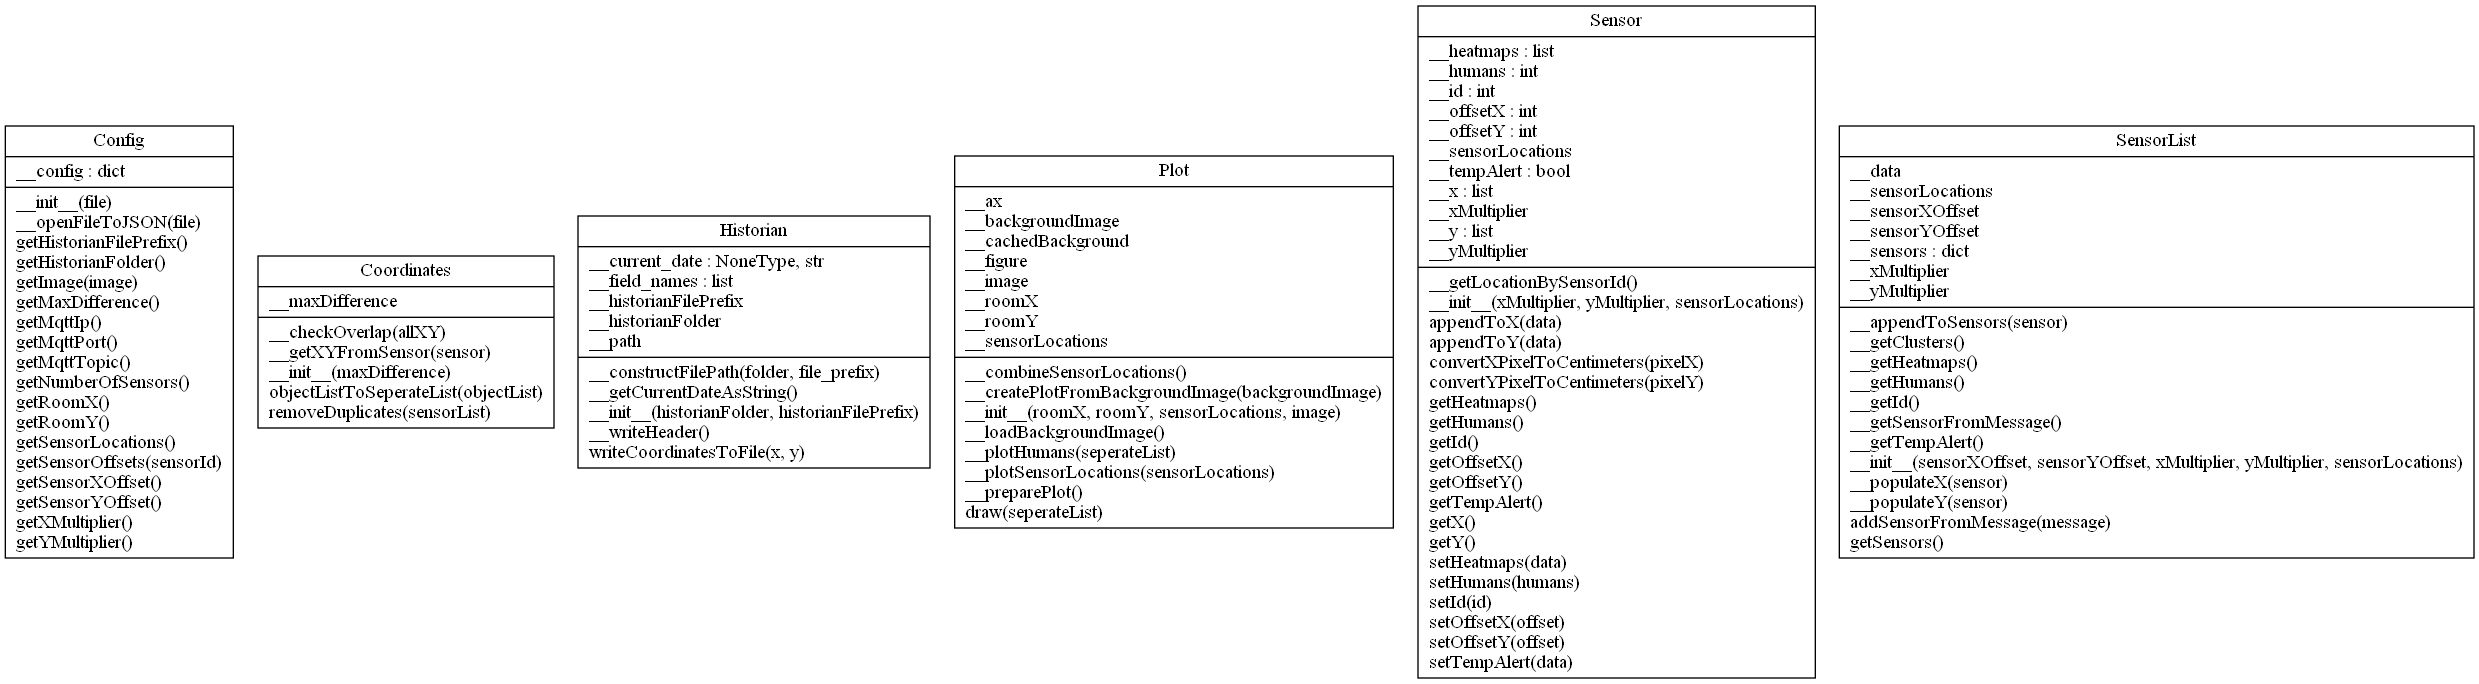 Config
__config : dict
__init__(file)
__openFileToJSON(file)
getHistorianFilePrefix()
getHistorianFolder()
getImage(image)
getMaxDifference()
getMqttIp()
getMqttPort()
getMqttTopic()
getNumberOfSensors()
getRoomX()
getRoomY()
getSensorLocations()
getSensorOffsets(sensorId)
getSensorXOffset()
getSensorYOffset()
getXMultiplier()
getYMultiplier()
Coordinates
__maxDifference
__checkOverlap(allXY)
__getXYFromSensor(sensor)
__init__(maxDifference)
objectListToSeperateList(objectList)
removeDuplicates(sensorList)
Historian
__current_date : NoneType, str
__field_names : list
__historianFilePrefix
__historianFolder
__path
__constructFilePath(folder, file_prefix)
__getCurrentDateAsString()
__init__(historianFolder, historianFilePrefix)
__writeHeader()
writeCoordinatesToFile(x, y)
Plot
__ax
__backgroundImage
__cachedBackground
__figure
__image
__roomX
__roomY
__sensorLocations
__combineSensorLocations()
__createPlotFromBackgroundImage(backgroundImage)
__init__(roomX, roomY, sensorLocations, image)
__loadBackgroundImage()
__plotHumans(seperateList)
__plotSensorLocations(sensorLocations)
__preparePlot()
draw(seperateList)
Sensor
__heatmaps : list
__humans : int
__id : int
__offsetX : int
__offsetY : int
__sensorLocations
__tempAlert : bool
__x : list
__xMultiplier
__y : list
__yMultiplier
__getLocationBySensorId()
__init__(xMultiplier, yMultiplier, sensorLocations)
appendToX(data)
appendToY(data)
convertXPixelToCentimeters(pixelX)
convertYPixelToCentimeters(pixelY)
getHeatmaps()
getHumans()
getId()
getOffsetX()
getOffsetY()
getTempAlert()
getX()
getY()
setHeatmaps(data)
setHumans(humans)
setId(id)
setOffsetX(offset)
setOffsetY(offset)
setTempAlert(data)
SensorList
__data
__sensorLocations
__sensorXOffset
__sensorYOffset
__sensors : dict
__xMultiplier
__yMultiplier
__appendToSensors(sensor)
__getClusters()
__getHeatmaps()
__getHumans()
__getId()
__getSensorFromMessage()
__getTempAlert()
__init__(sensorXOffset, sensorYOffset, xMultiplier, yMultiplier, sensorLocations)
__populateX(sensor)
__populateY(sensor)
addSensorFromMessage(message)
getSensors()